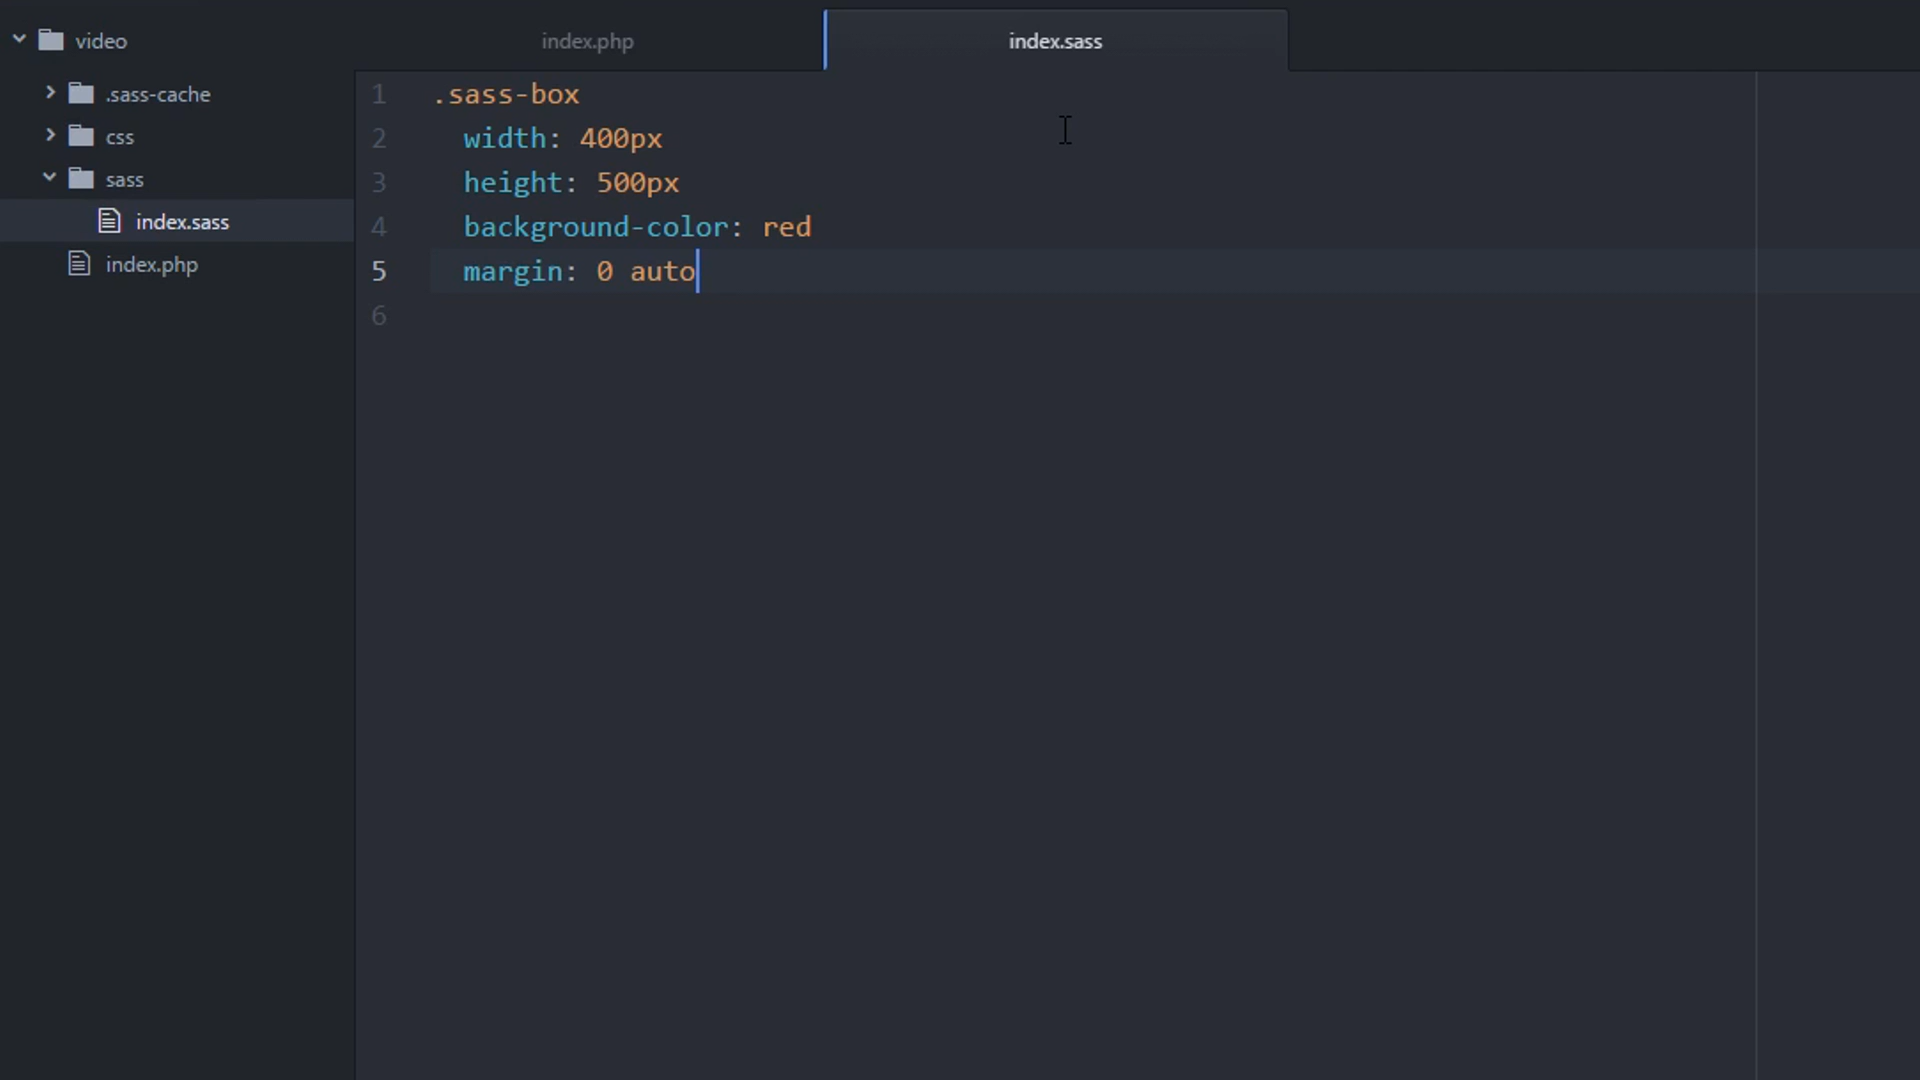 video
.sass-cache
css
sass
index.sass
index.php
index.php
index.sass
1 .sass-box
2   width: 400px
3   height: 500px
4   background-color: red
5   margin: 0 auto
6